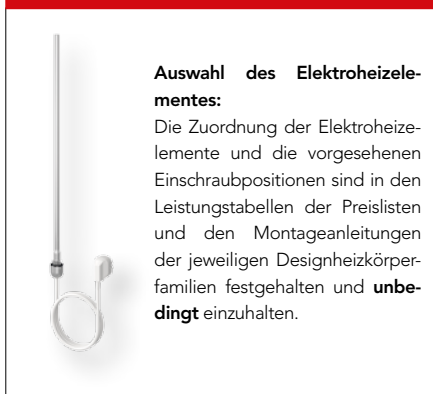 Auswahl des Elektroheizele-
mentes:
Die Zuordnung der Elektroheize-
lemente und die vorgesehenen
Einschraubpositionen sind in den
Leistungstabellen der Preislisten
und den Montageanleitungen
der jeweiligen Designheizkörper-
familien festgehalten und unbe-
dingt einzuhalten.